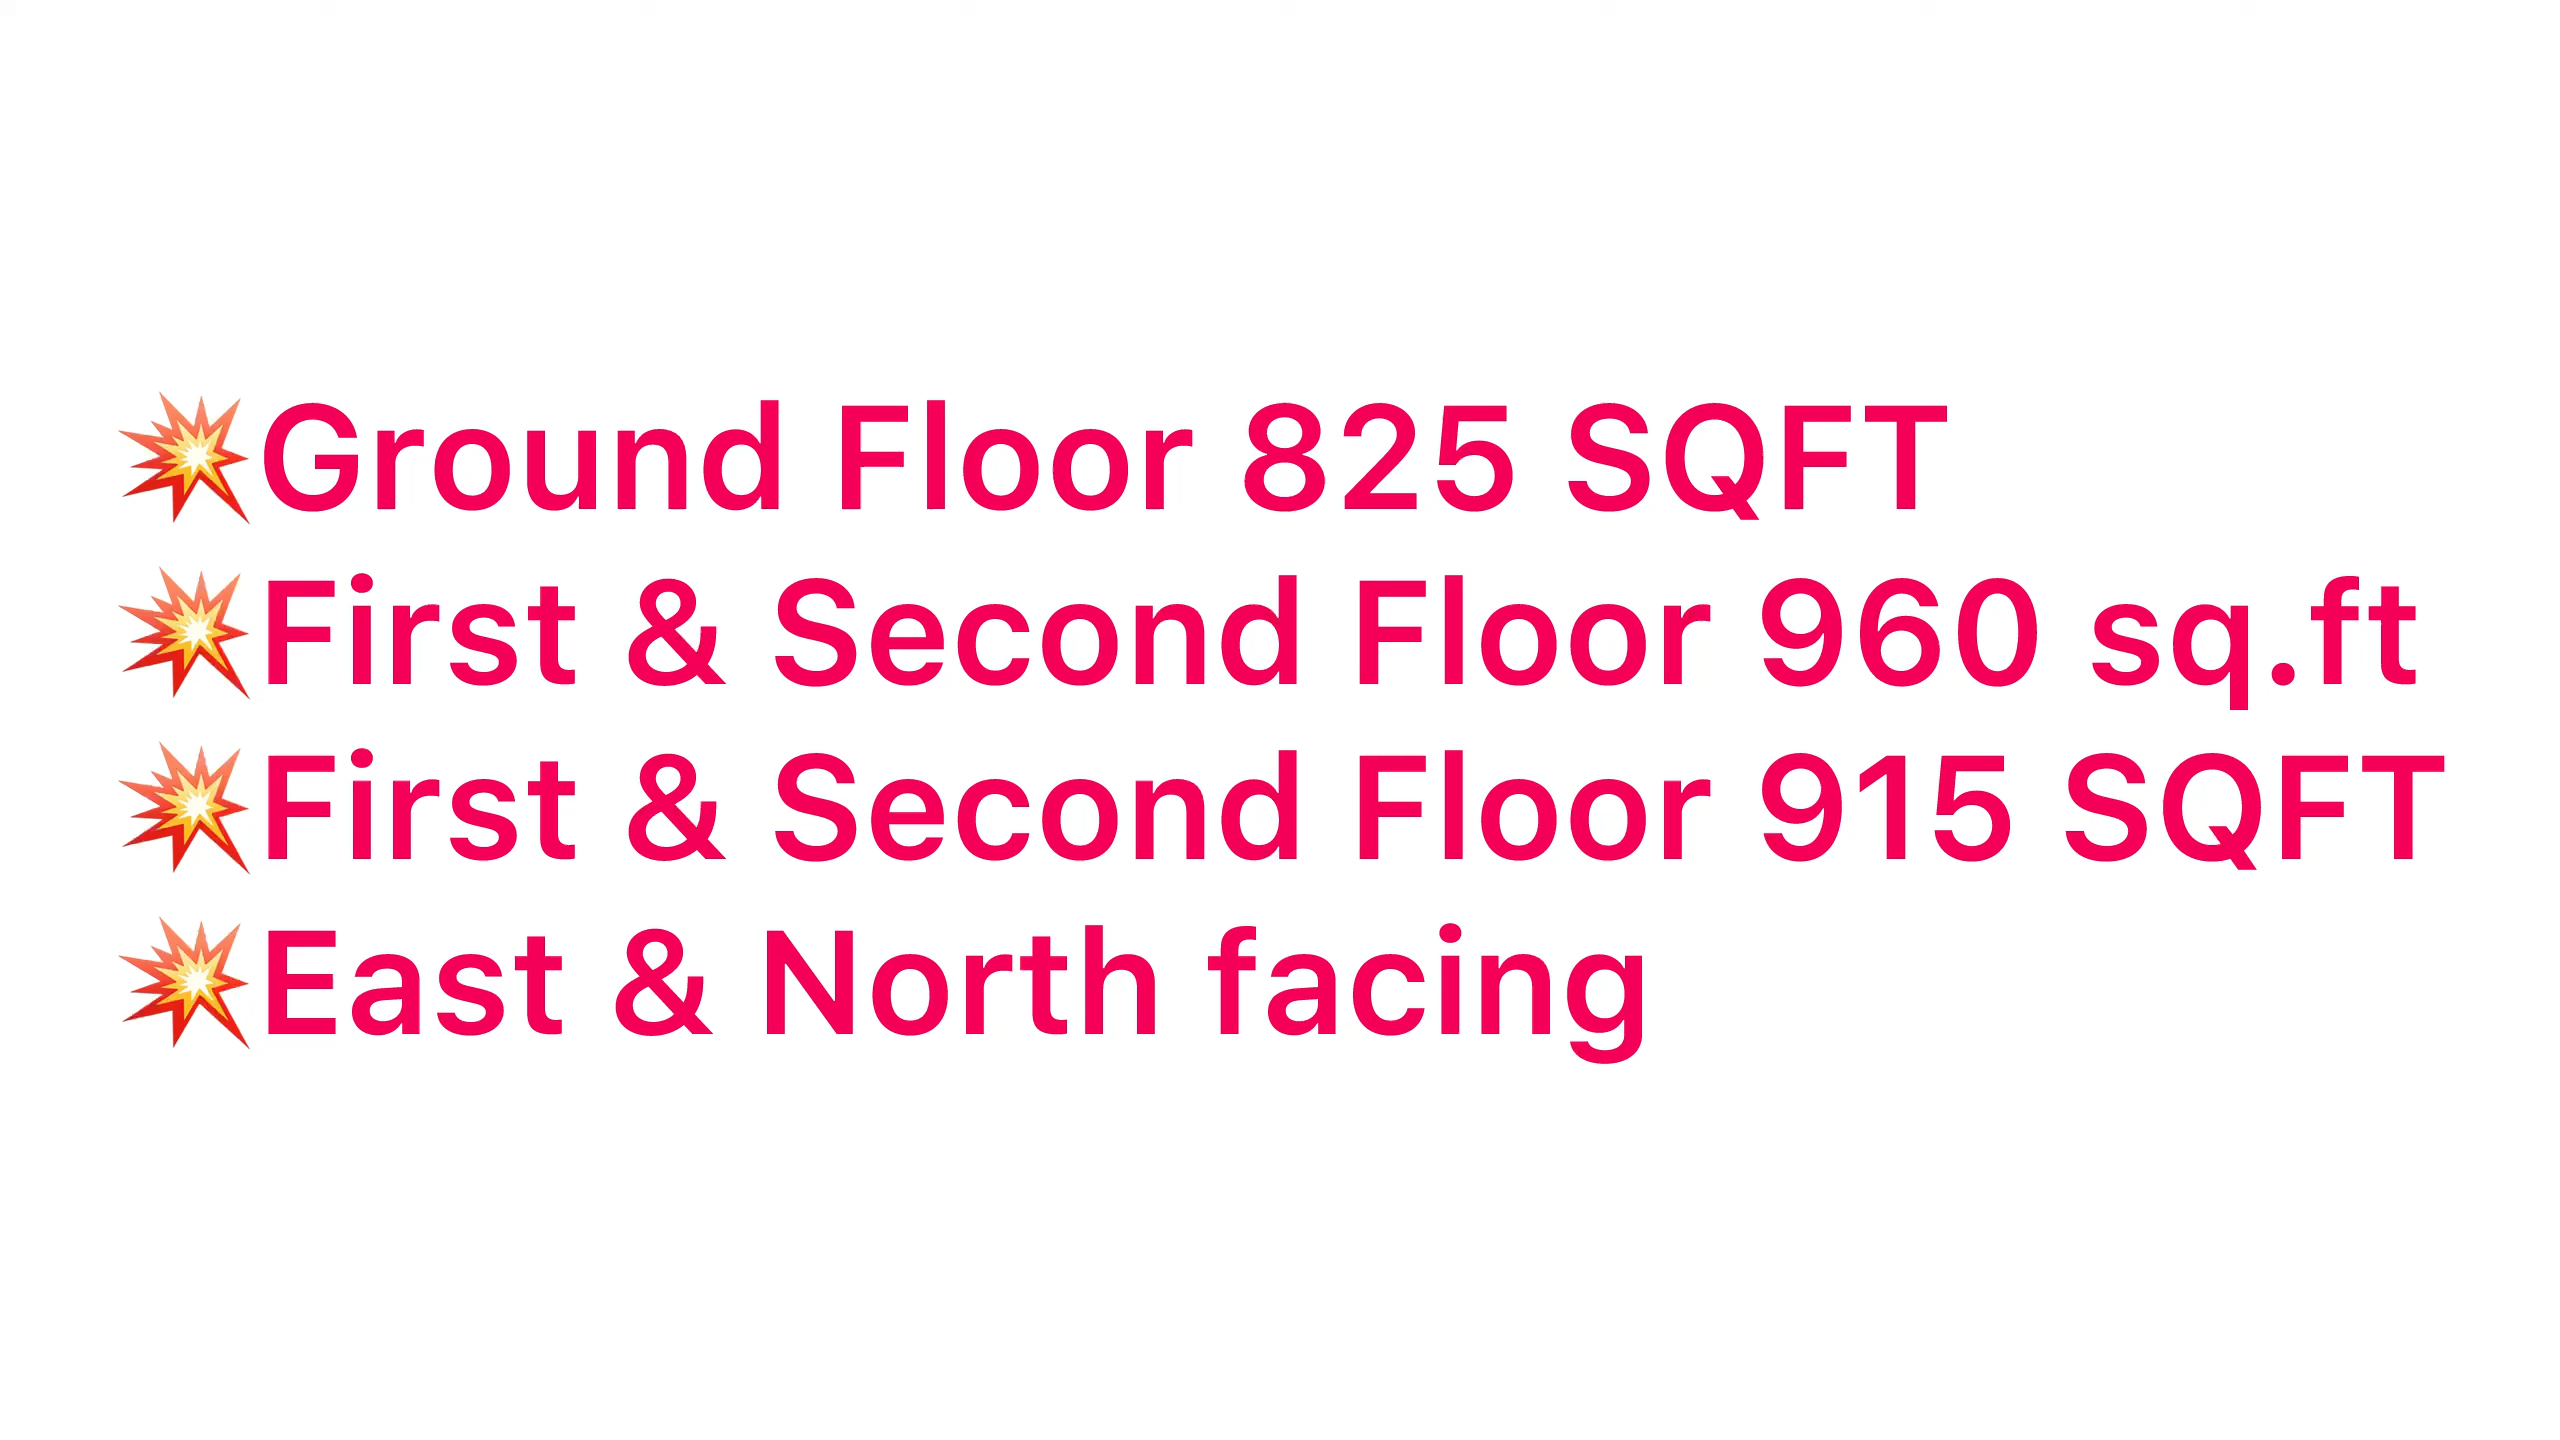 💥Ground Floor 825 SQFT
💥First & Second Floor 960 sq.ft
💥First & Second Floor 915 SQFT
💥East & North facing